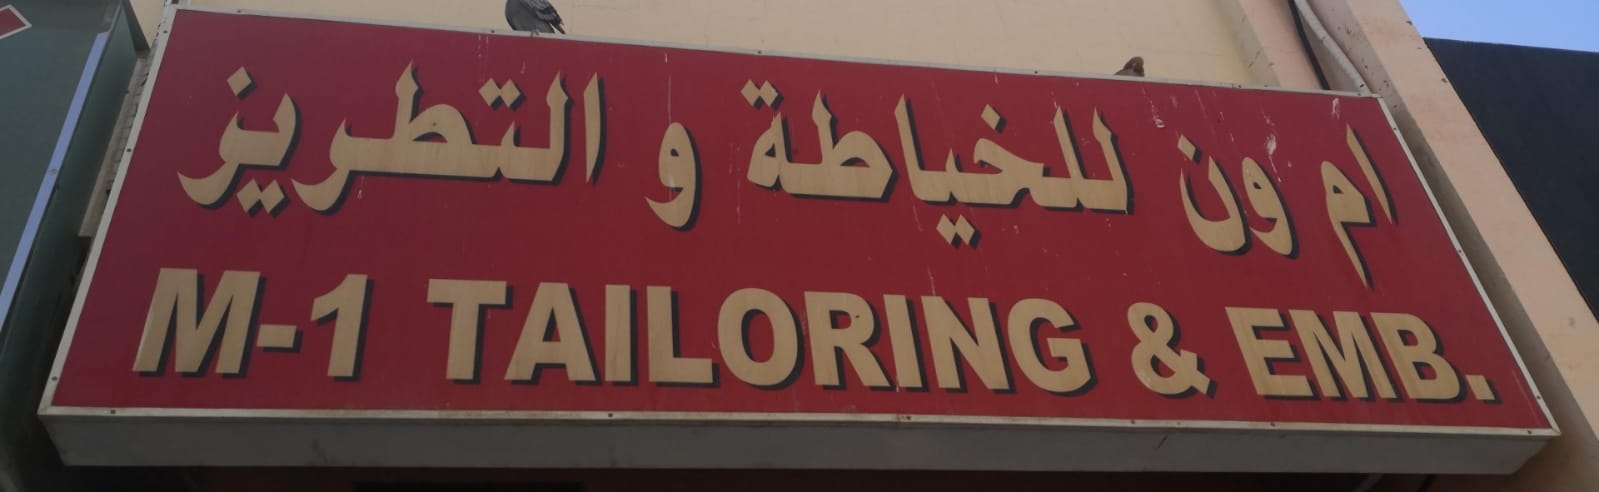 ام ون للخياطة و التطريز
M-1 TAILORING & EMB.